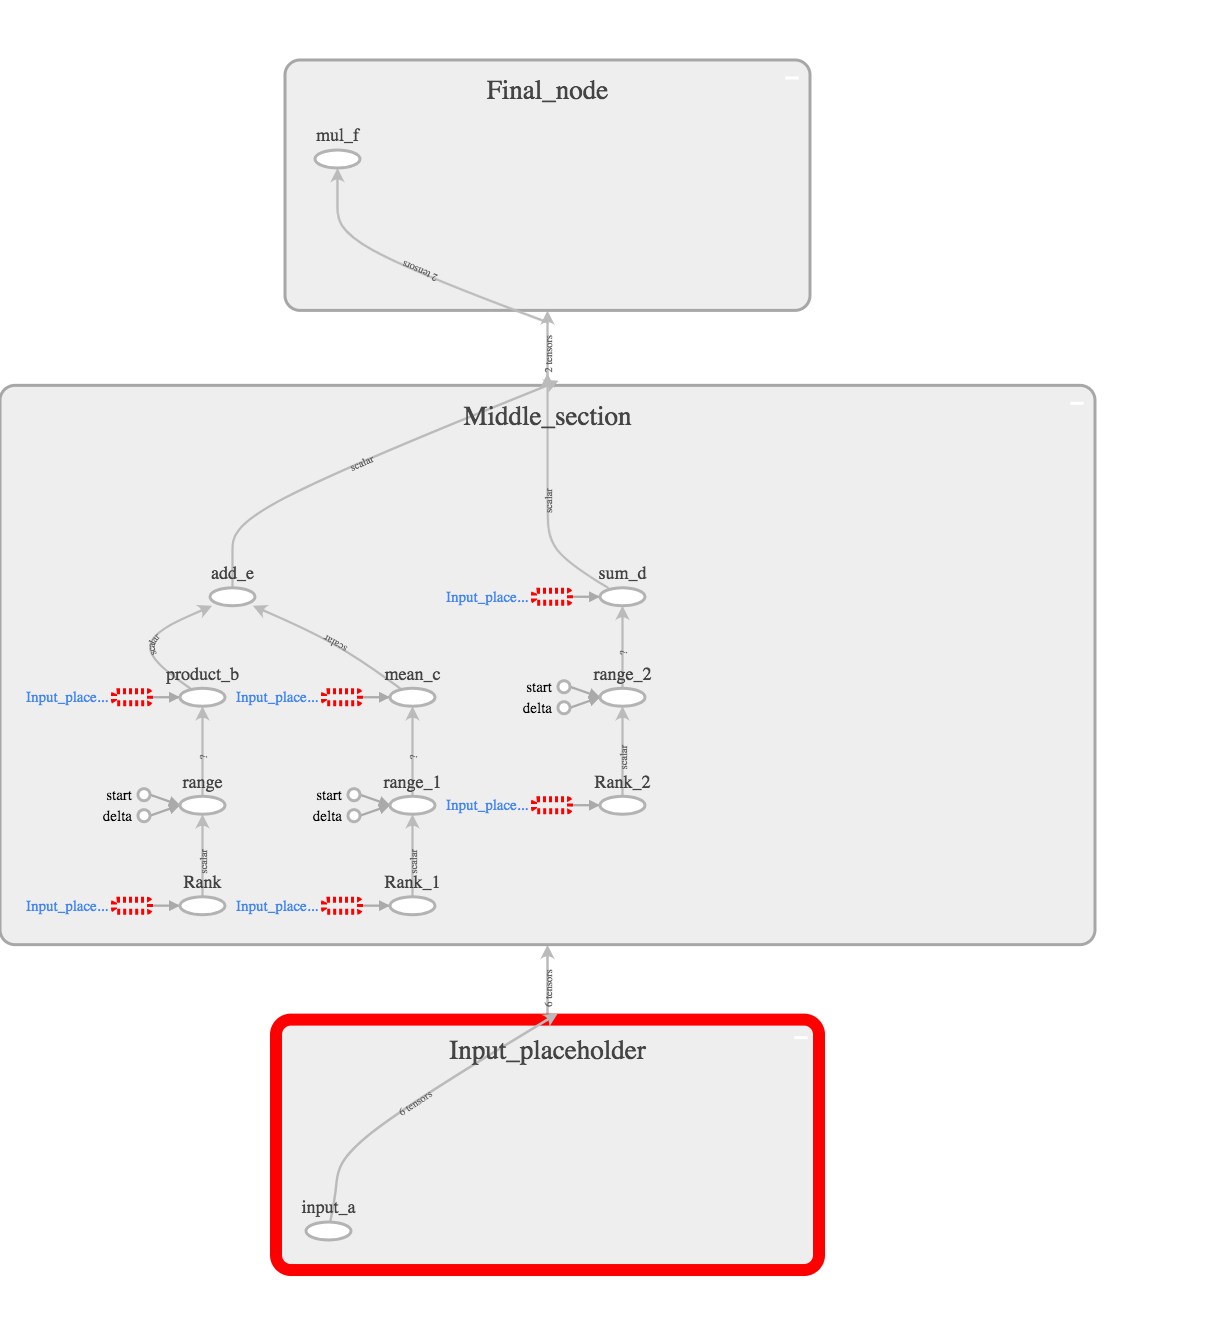 Final_node
mul_f
2 tensors
2 tensors
Middle_section
scalar
scalar
add_e
sum_d
Input_place...
scalar
scalar
?
product_b
mean_c
range_2
Input_place...
Input_place...
start
delta
?
?
scalar
range
range_1
Rank_2
start
delta
start
delta
Input_place...
scalar
scalar
Rank
Rank_1
Input_place...
Input_place...
6 tensors
Input_placeholder
6 tensors
input_a